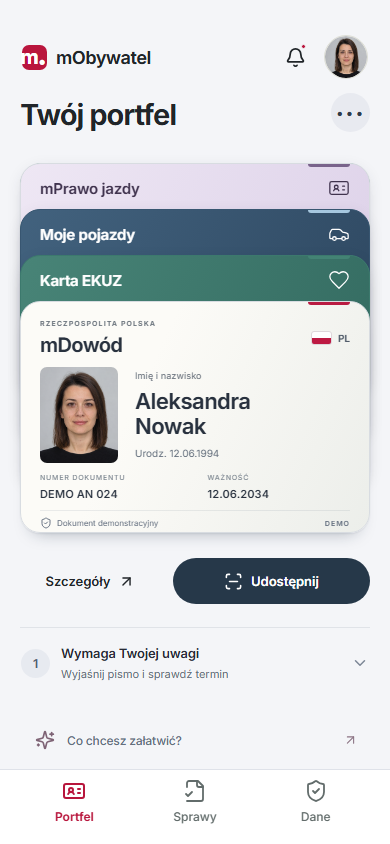 m.
mObywatel
Twój portfel
mPrawo jazdy
Moje pojazdy
Karta EKUZ
RZECZPOSPOLITA POLSKA
mDowód
PL
Imię i nazwisko
Aleksandra
Nowak
Urodz. 12.06.1994
NUMER DOKUMENTU
WAŻNOŚĆ
DEMO AN 024
12.06.2034
Dokument demonstracyjny
DEMO
Szczegóły
Udostępnij
1
Wymaga Twojej uwagi
Wyjaśnij pismo i sprawdź termin
Co chcesz załatwić?
Portfel
Sprawy
Dane